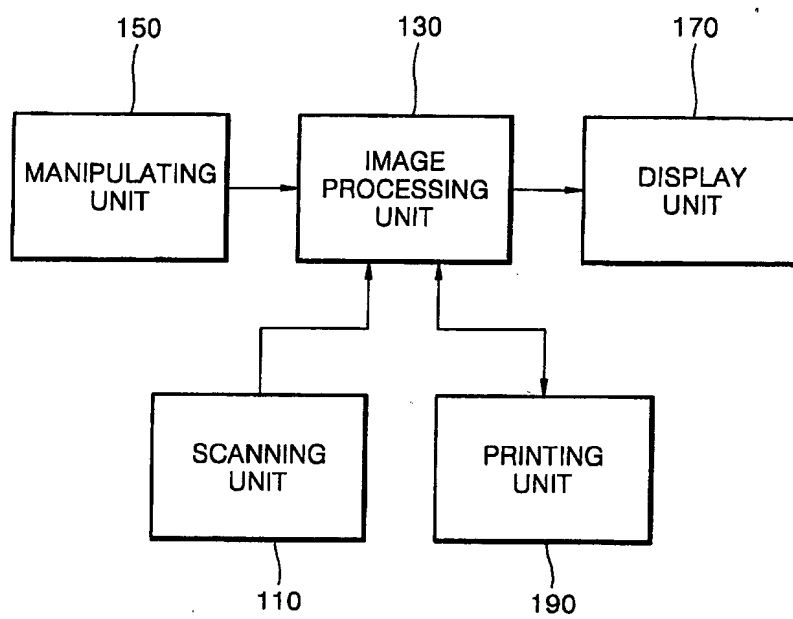 150
130
170
MANIPULATING
UNIT
IMAGE
PROCESSING
UNIT
DISPLAY
UNIT
SCANNING
UNIT
PRINTING
UNIT
110
190